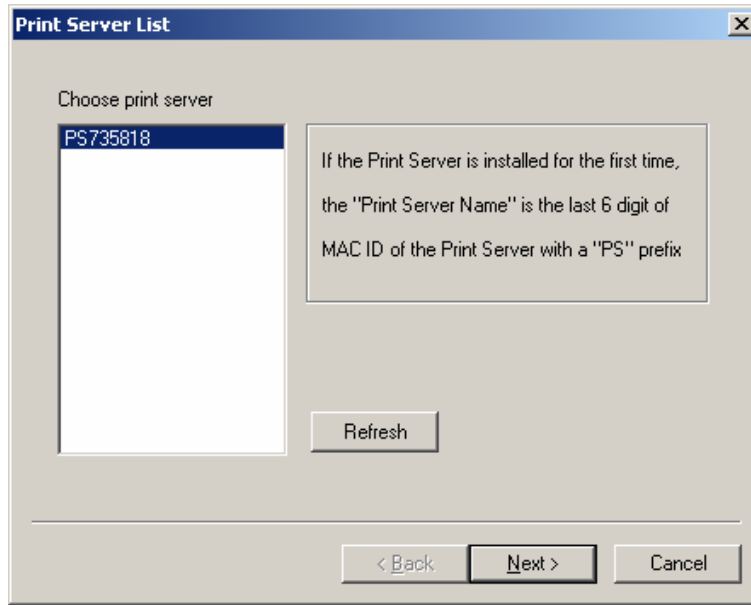 Print Server List
Choose print server
PS735818
If the Print Server is installed for the first time,
the "Print Server Name" is the last 6 digit of
MAC ID of the Print Server with a "PS" prefix
Refresh
< Back
Next >
Cancel